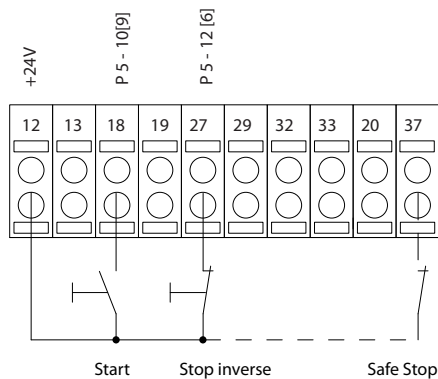 +24V
P 5 - 10[9]
P 5 - 12 [6]
12 13 18 19 27 29 32 33 20 37
Start Stop inverse Safe Stop